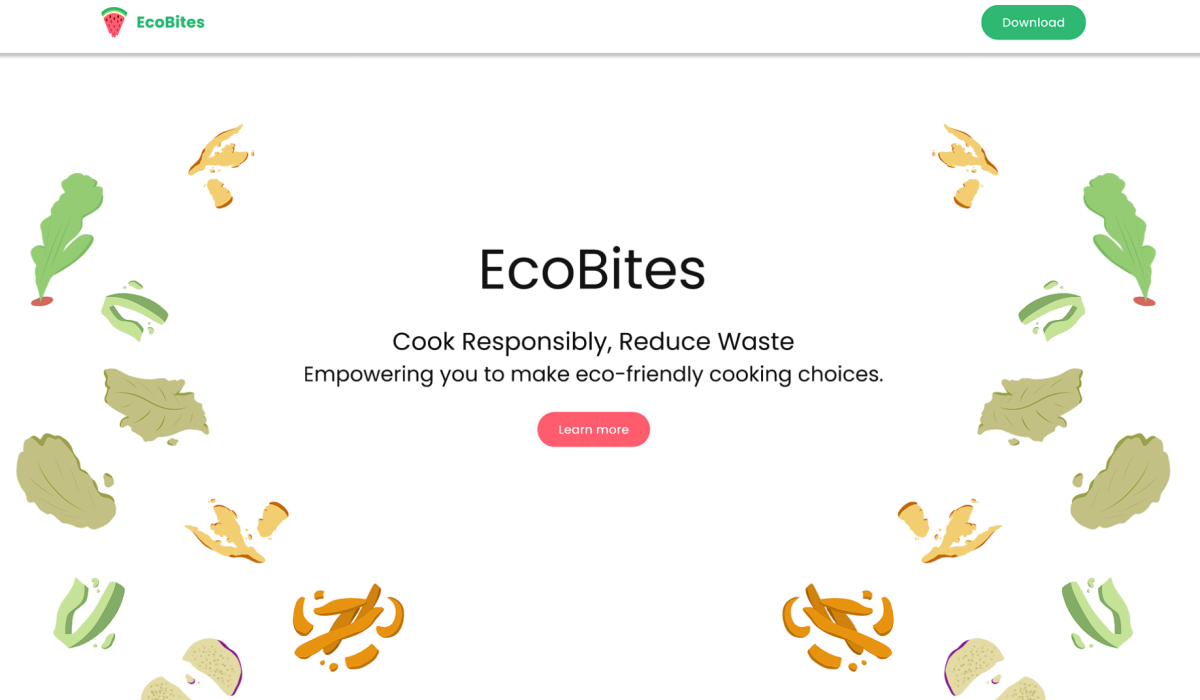 EcoBites
Download
EcoBites
Cook Responsibly, Reduce Waste
Empowering you to make eco-friendly cooking choices.
Learn more